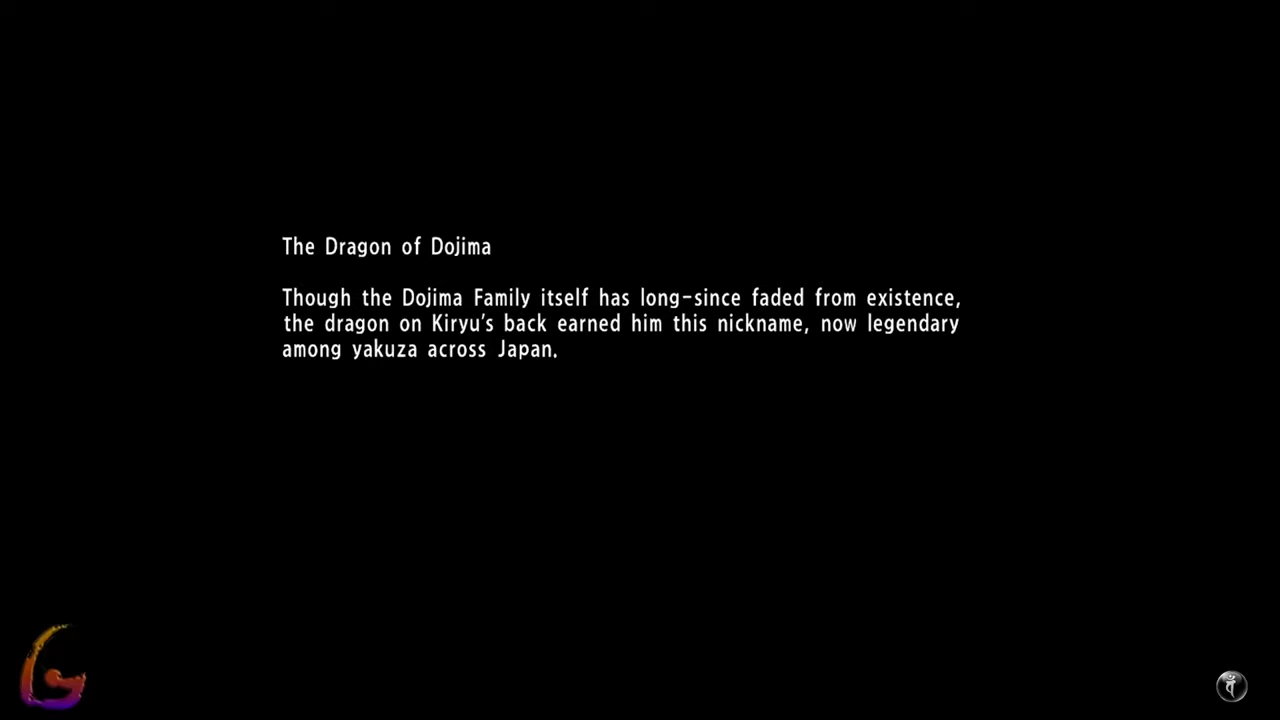 The Dragon of Dojima
Though the Dojima Family itself has long-since faded from existence,
the dragon on Kiryu's back earned him this nickname, now legendary
among yakuza across Japan.